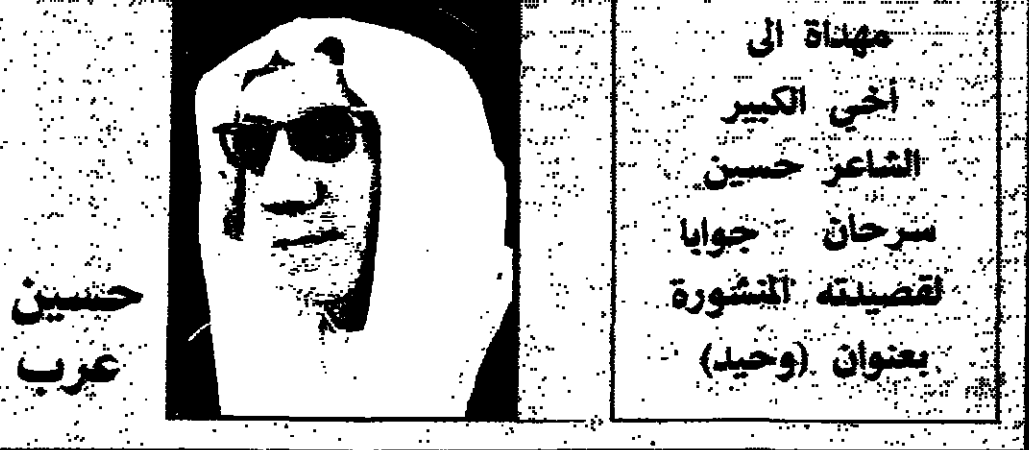 مهداة الى
أخي الكبير
الشاعر حسين
سرحان جوابا
لقصيدته المنشورة
بعنوان (وحيد)
حسين
عرب